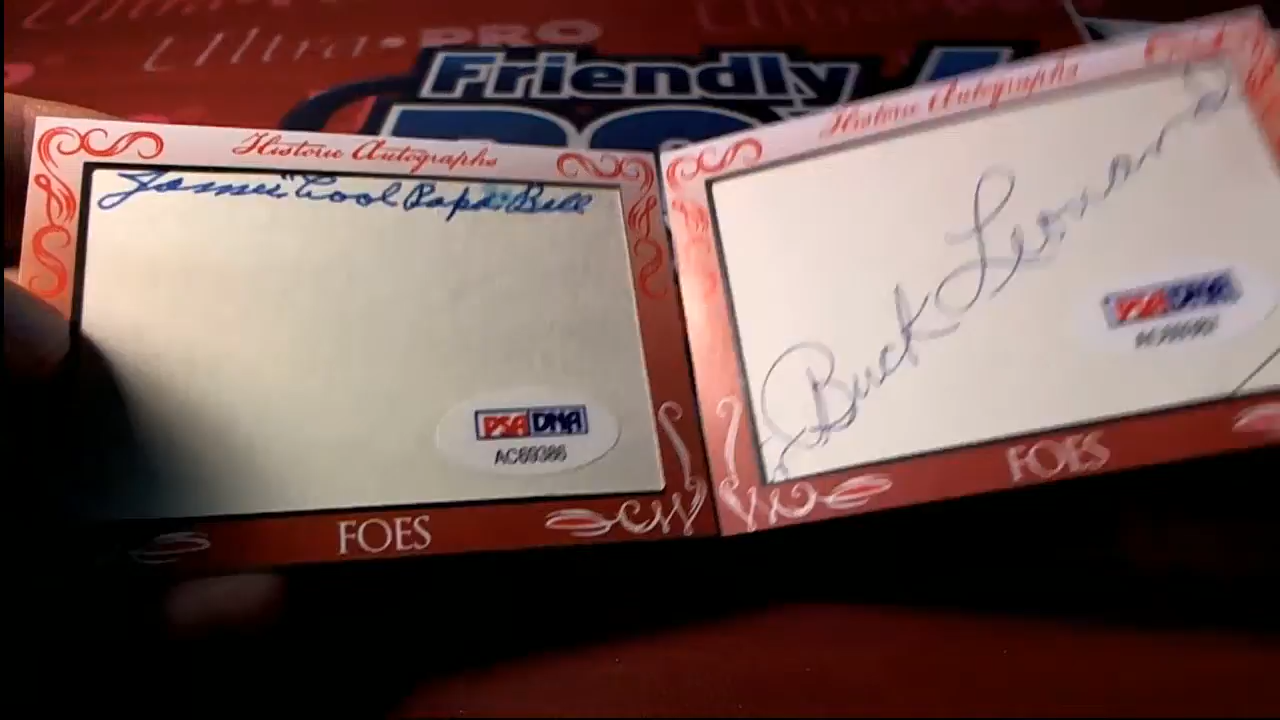 Ultra•PRO
Friendly
Historic Autographs
James "Cool Papa" Bell
PSA DNA
AC69386
FOES
Historic Autographs
Buck Leonard
PSA DNA
FOES